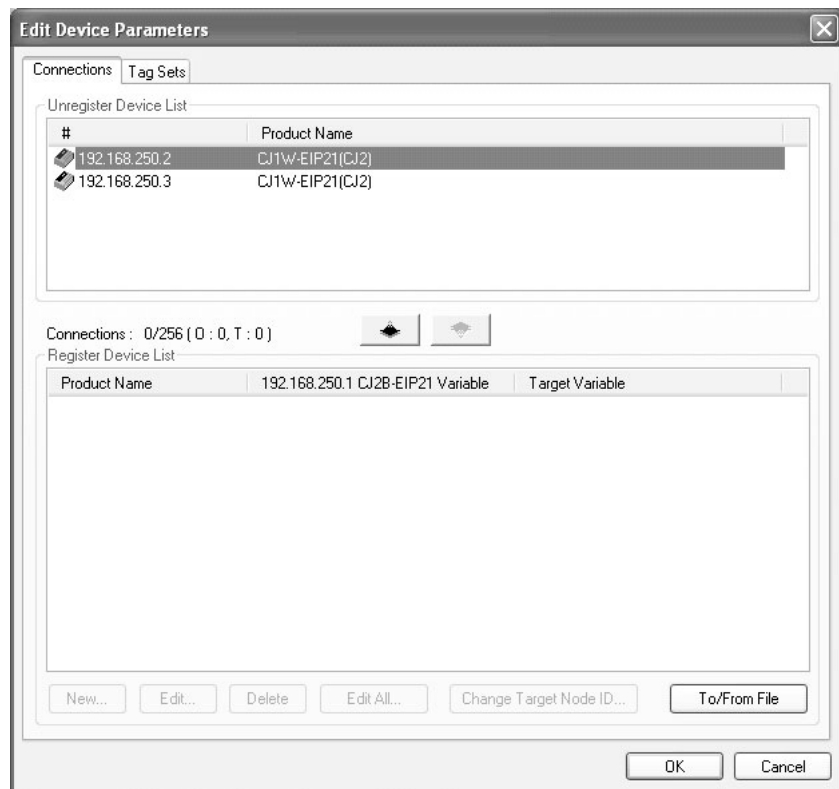 Edit Device Parameters
Connections Tag Sets
Unregister Device List
# Product Name
192.168.250.2 CJ1W-EIP21(CJ2)
192.168.250.3 CJ1W-EIP21(CJ2)
Connections : 0/256 ( O : 0, T : 0 )
Register Device List
Product Name 192.168.250.1 CJ2B-EIP21 Variable Target Variable
New... Edit... Delete Edit All... Change Target Node ID... To/From File
OK Cancel